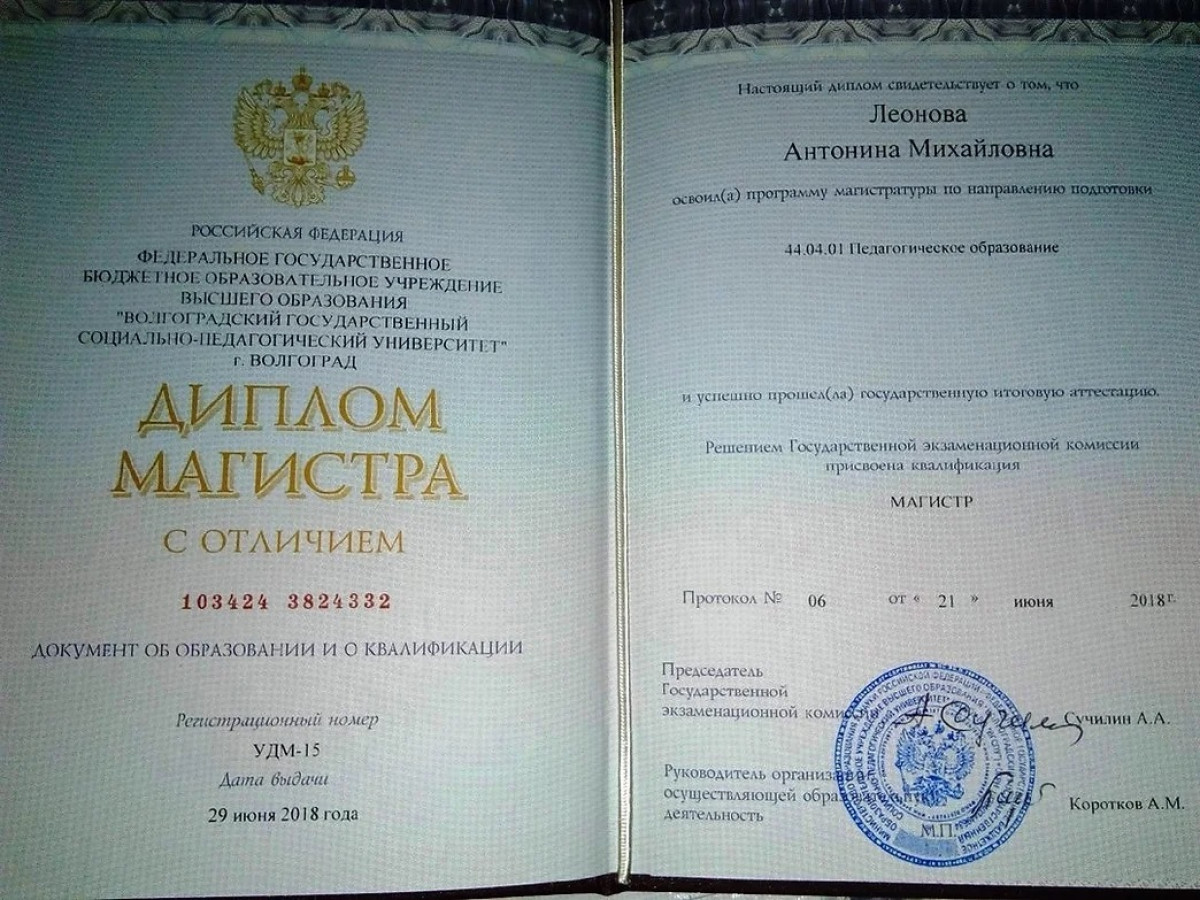 РОССИЙСКАЯ ФЕДЕРАЦИЯ
ФЕДЕРАЛЬНОЕ ГОСУДАРСТВЕННОЕ
БЮДЖЕТНОЕ ОБРАЗОВАТЕЛЬНОЕ УЧРЕЖДЕНИЕ
ВЫСШЕГО ОБРАЗОВАНИЯ
"ВОЛГОГРАДСКИЙ ГОСУДАРСТВЕННЫЙ
СОЦИАЛЬНО-ПЕДАГОГИЧЕСКИЙ УНИВЕРСИТЕТ"
г. ВОЛГОГРАД
ДИПЛОМ
МАГИСТРА
С ОТЛИЧИЕМ
103424 3824332
ДОКУМЕНТ ОБ ОБРАЗОВАНИИ И О КВАЛИФИКАЦИИ
Регистрационный номер
УДМ-15
Дата выдачи
29 июня 2018 года
Настоящий диплом свидетельствует о том, что
Леонова
Антонина Михайловна
освоил(а) программу магистратуры по направлению подготовки
44.04.01 Педагогическое образование
и успешно прошел(ла) государственную итоговую аттестацию.
Решением Государственной экзаменационной комиссии
присвоена квалификация
МАГИСТР
Протокол № 06 от « 21 » июня 2018 г.
Председатель
Государственной
экзаменационной комиссии Сучилин А.А.
Руководитель организации,
осуществляющей образовательную
деятельность Коротков А.М.
М.П.